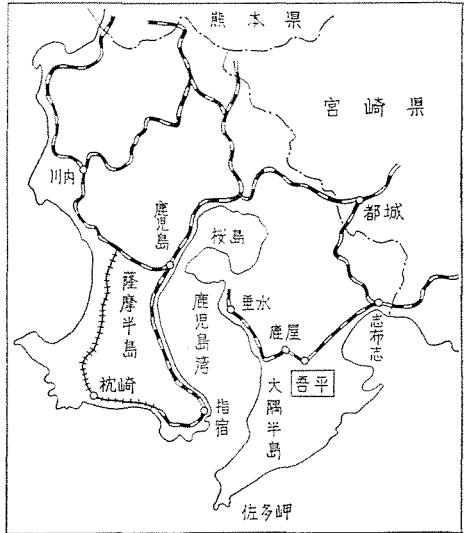 熊本県
宮崎県
川内
鹿児島
桜島
都城
薩摩半島
鹿児島湾
垂水
鹿屋
志布志
吾平
枕崎
指宿
大隅半島
佐多岬